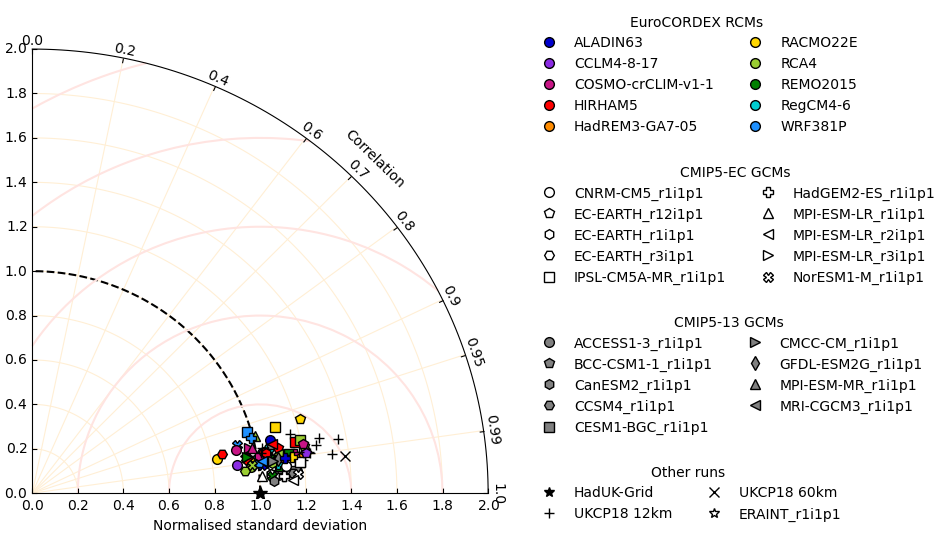 EuroCORDEX RCMs
ALADIN63
RACMO22E
CCLM4-8-17
RCA4
COSMO-crCLIM-v1-1
REMO2015
HIRHAM5
RegCM4-6
HadREM3-GA7-05
WRF381P
CMIP5-EC GCMs
CNRM-CM5_r1i1p1
HadGEM2-ES_r1i1p1
EC-EARTH_r12i1p1
MPI-ESM-LR_r1i1p1
EC-EARTH_r1i1p1
MPI-ESM-LR_r2i1p1
EC-EARTH_r3i1p1
MPI-ESM-LR_r3i1p1
IPSL-CM5A-MR_r1i1p1
NorESM1-M_r1i1p1
CMIP5-13 GCMs
ACCESS1-3_r1i1p1
CMCC-CM_r1i1p1
BCC-CSM1-1_r1i1p1
GFDL-ESM2G_r1i1p1
CanESM2_r1i1p1
MPI-ESM-MR_r1i1p1
CCSM4_r1i1p1
MRI-CGCM3_r1i1p1
CESM1-BGC_r1i1p1
Other runs
HadUK-Grid
UKCP18 60km
UKCP18 12km
ERAINT_r1i1p1
2.0
1.8
1.6
1.4
1.2
1.0
0.8
0.6
0.4
0.2
0.0
0.0
0.2
0.4
0.6
0.7
0.8
0.9
0.95
0.99
1.0
Correlation
0.0
0.2
0.4
0.6
0.8
1.0
1.2
1.4
1.6
1.8
2.0
Normalised standard deviation